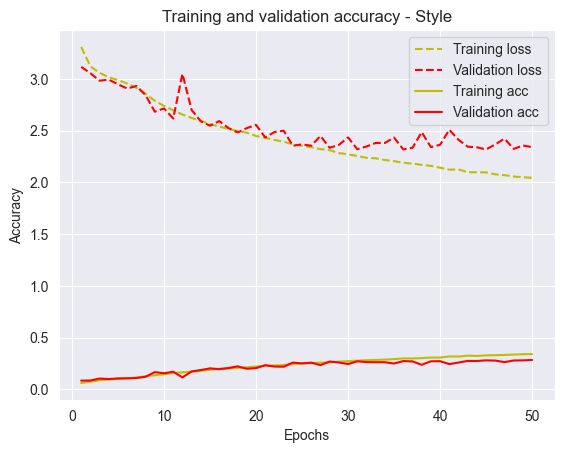 Training and validation accuracy - Style
Training loss
Validation loss
Training acc
Validation acc
Accuracy
3.0
2.5
2.0
1.5
1.0
0.5
0.0
0
10
20
30
40
50
Epochs